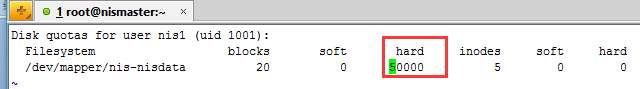 1 root@nismaster:~ ×
Disk quotas for user nis1 (uid 1001):
Filesystem blocks soft hard inodes soft hard
/dev/mapper/nis-nisdata 20 0 50000 5 0 0
~